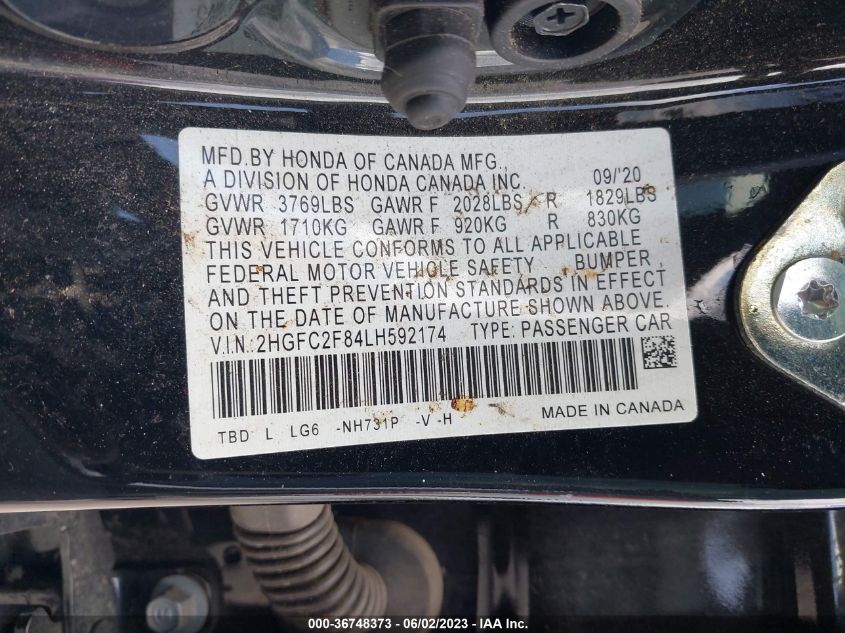 MFD.BY HONDA OF CANADA MFG.,
A DIVISION OF HONDA CANADA INC 09/'20
GVWR 3769LBS GAWR F 2028LBS R 1829LBS
GVWR 1710KG GAWR F 920KG R 830KG
THIS VEHICLE CONFORMS TO ALL APPLICABLE
FEDERAL MOTOR VEHICLE SAFETY BUMPER
AND THEFT PREVENTION STANDARDS IN EFFECT
ON THE DATE OF MANUFACTURE SHOWN ABOVE.
V.I.N.:2HGFC2F84LH592174 TYPE: PASSENGER CAR
TBD L LG6 -NH731P -V -H MADE IN CANADA
000-36748373 - 06/02/2023 - IAA Inc.